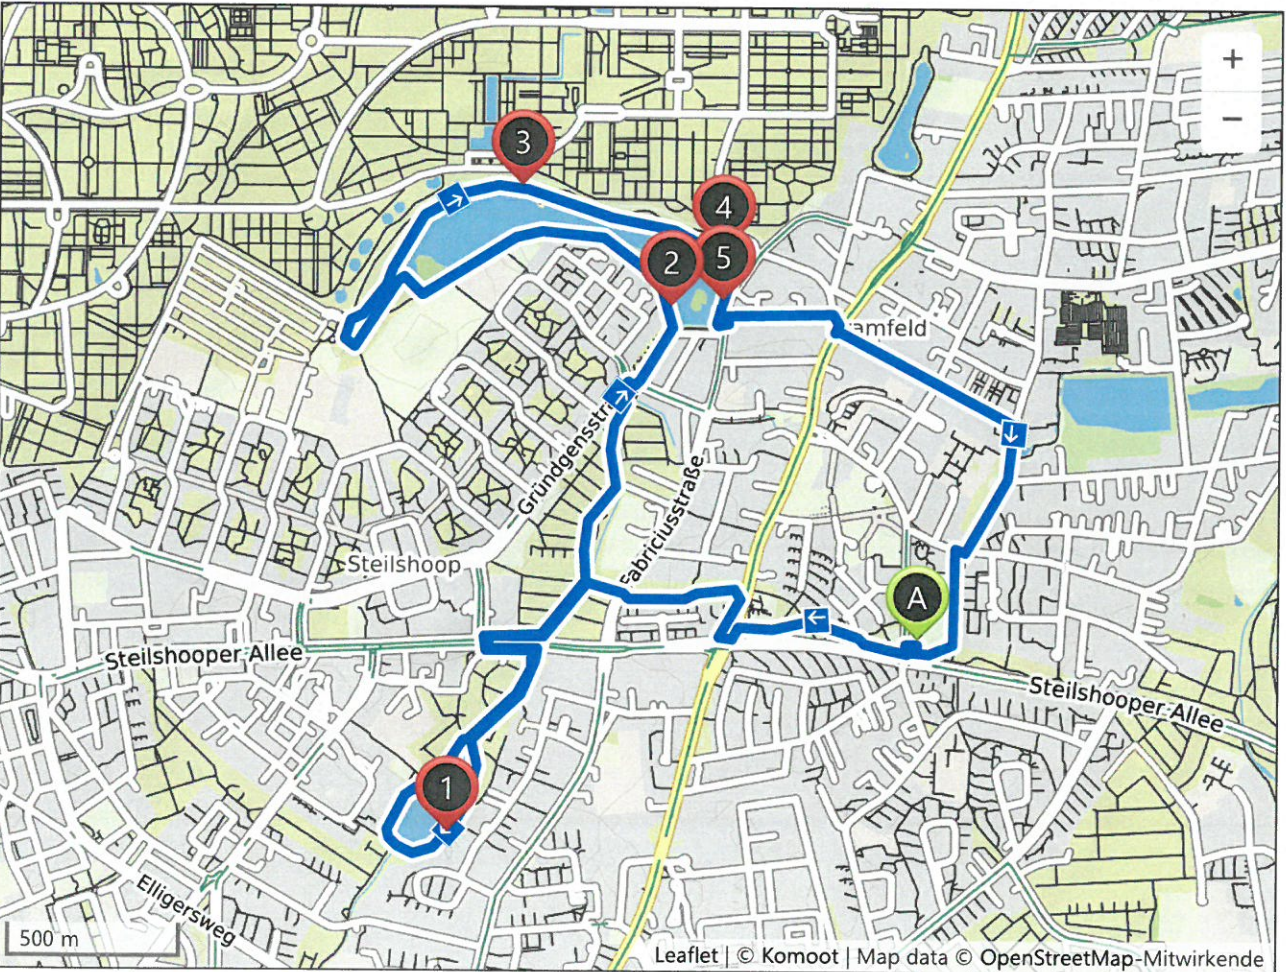 +
−
3
4
2
5
amfeld
Gründgensstra
Fabriciusstraße
Steilshoop
A
Steilshooper Allee
Steilshooper Allee
1
Elligersweg
500 m
Leaflet | © Komoot | Map data © OpenStreetMap-Mitwirkende